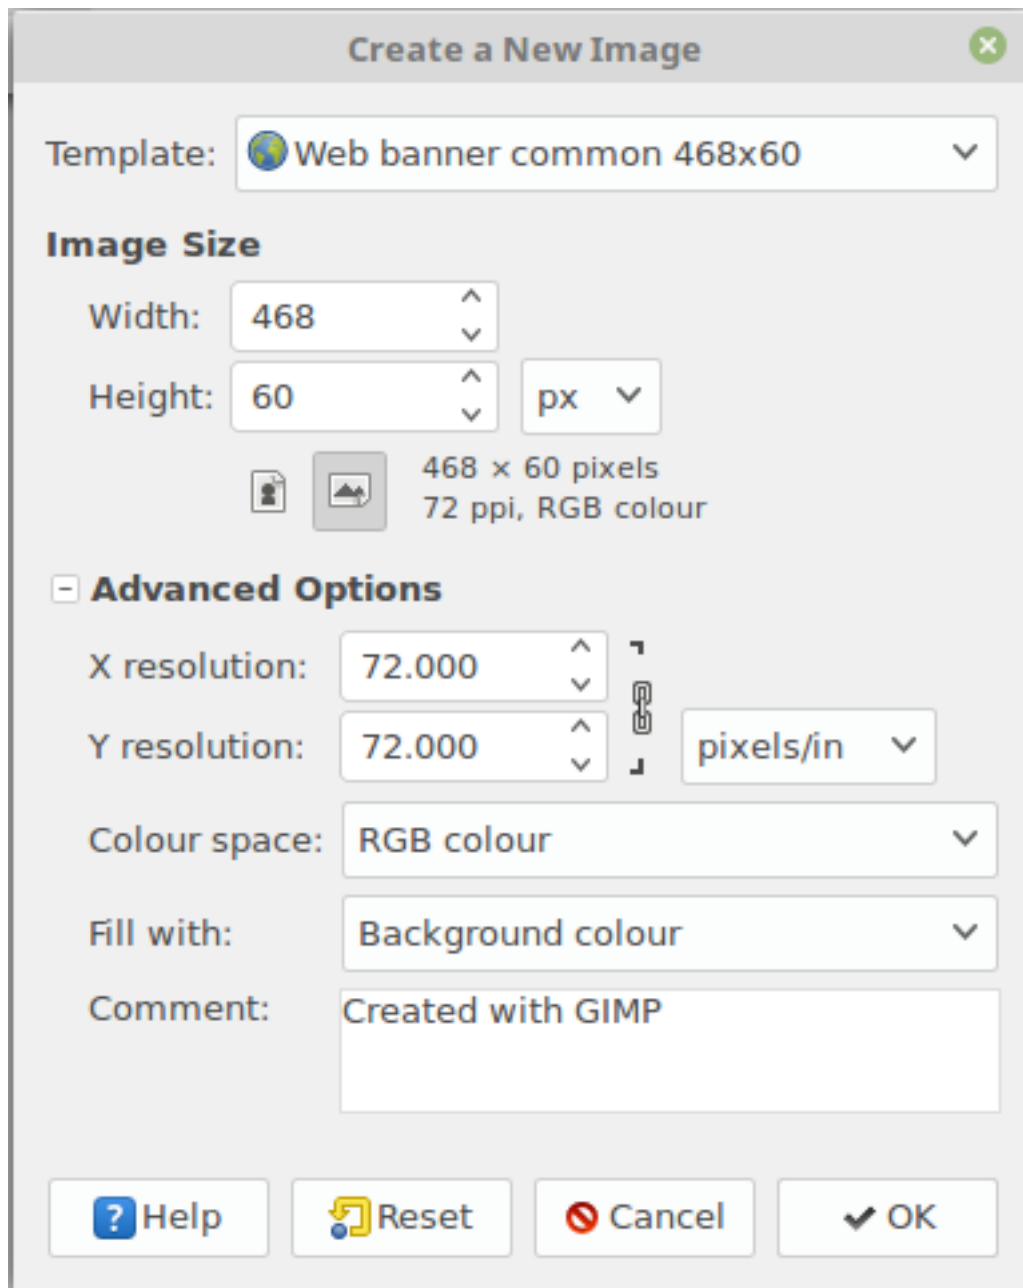 Create a New Image
Template: Web banner common 468x60
Image Size
Width: 468
Height: 60 px
468 × 60 pixels
72 ppi, RGB colour
Advanced Options
X resolution: 72.000
Y resolution: 72.000 pixels/in
Colour space: RGB colour
Fill with: Background colour
Comment: Created with GIMP
Help Reset Cancel OK